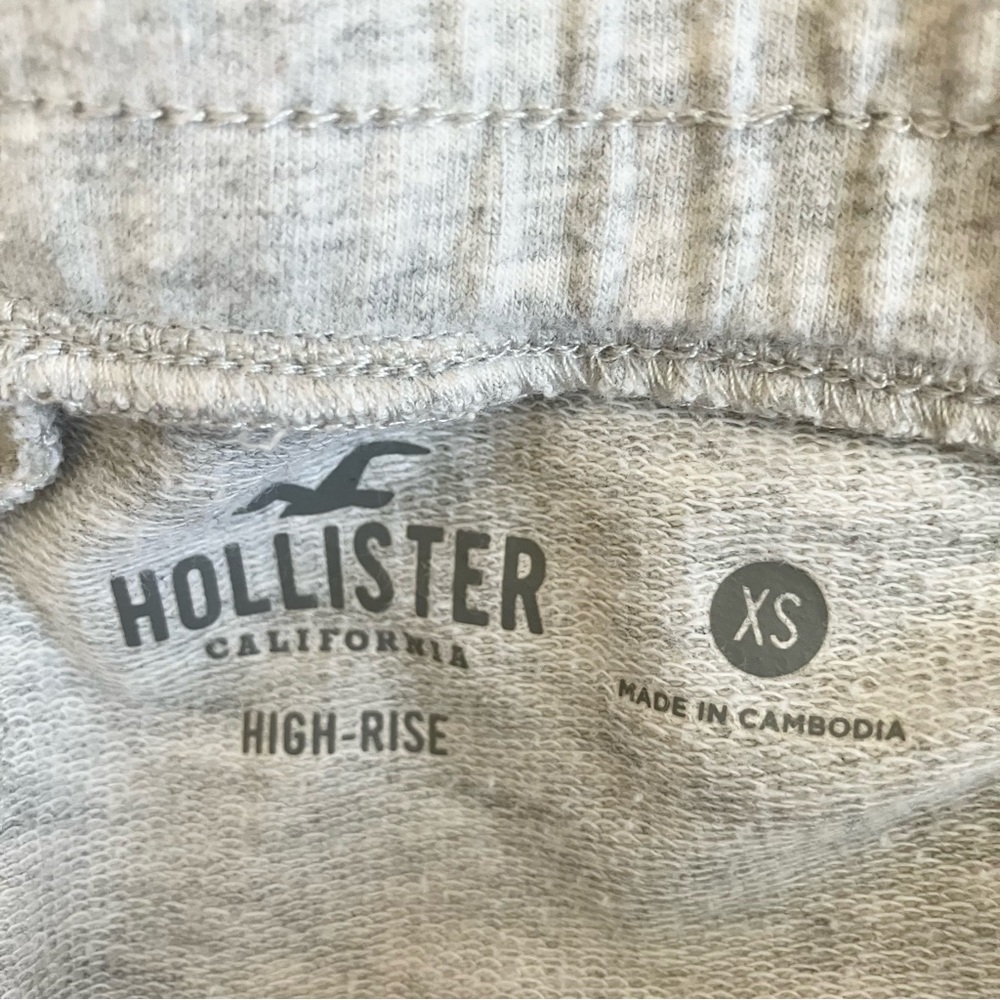 HOLLISTER
CALIFORNIA
HIGH-RISE
XS
MADE IN CAMBODIA